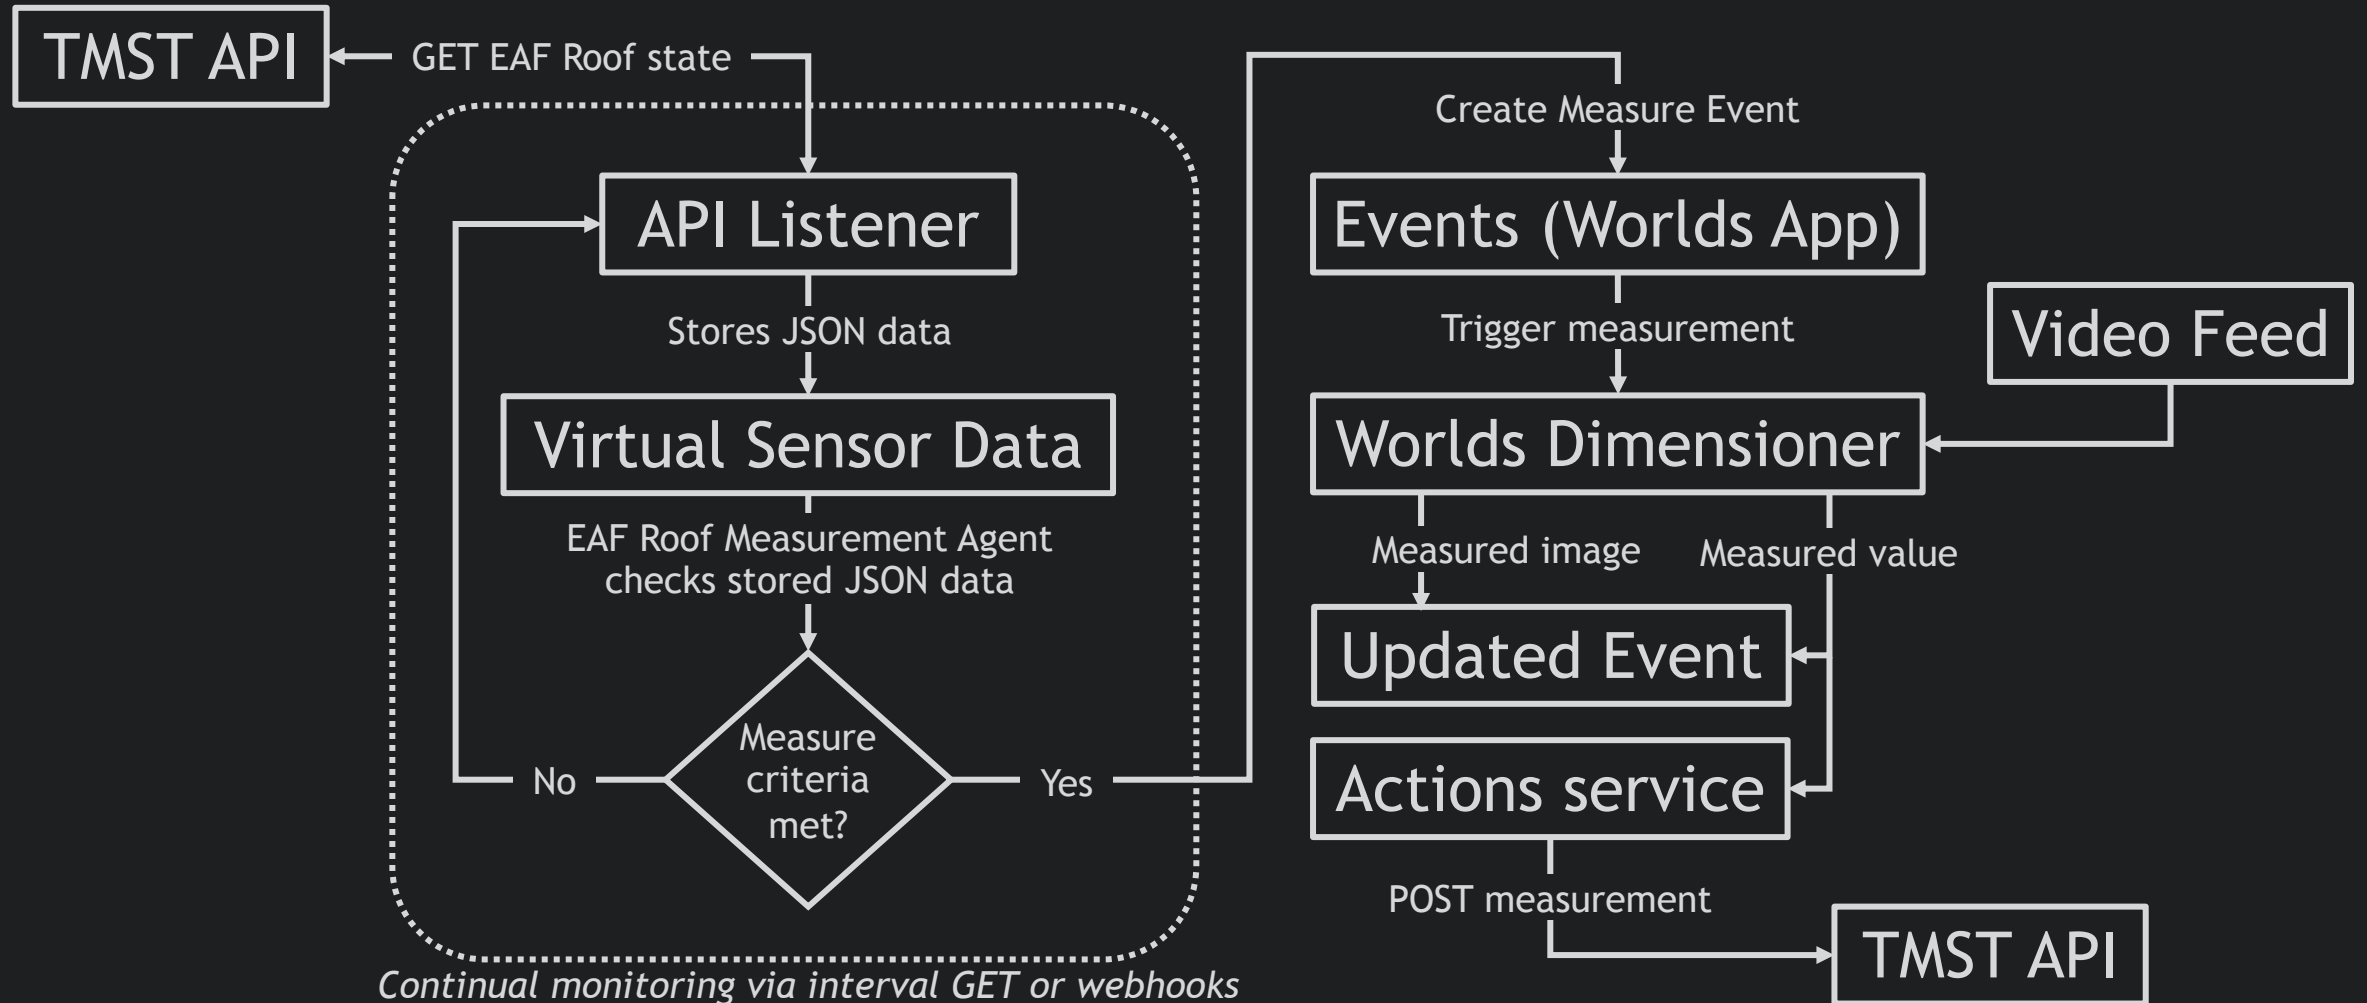 TMST API
GET EAF Roof state
API Listener
Stores JSON data
Virtual Sensor Data
EAF Roof Measurement Agent
checks stored JSON data
Measure
criteria
met?
No
Yes
Continual monitoring via interval GET or webhooks
Create Measure Event
Events (Worlds App)
Trigger measurement
Video Feed
Worlds Dimensioner
Measured image
Measured value
Updated Event
Actions service
POST measurement
TMST API